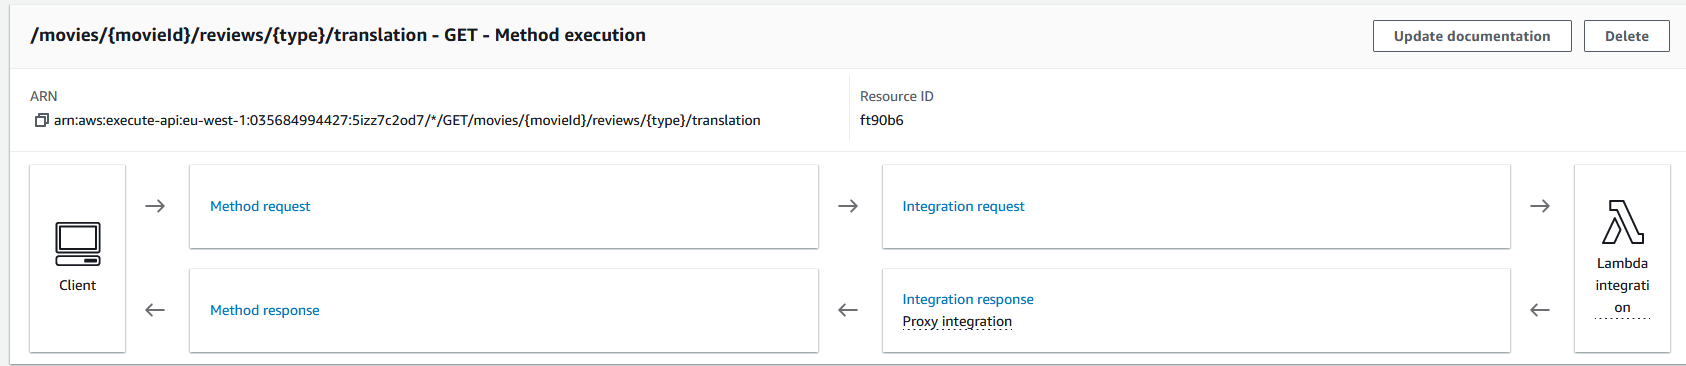 /movies/{movieId}/reviews/{type}/translation - GET - Method execution
Update documentation
Delete
ARN
arn:aws:execute-api:eu-west-1:035684994427:5izz7c2od7/*/GET/movies/{movieId}/reviews/{type}/translation
Resource ID
ft90b6
Client
Method request
Integration request
Method response
Integration response
Proxy integration
Lambda
integrati
on